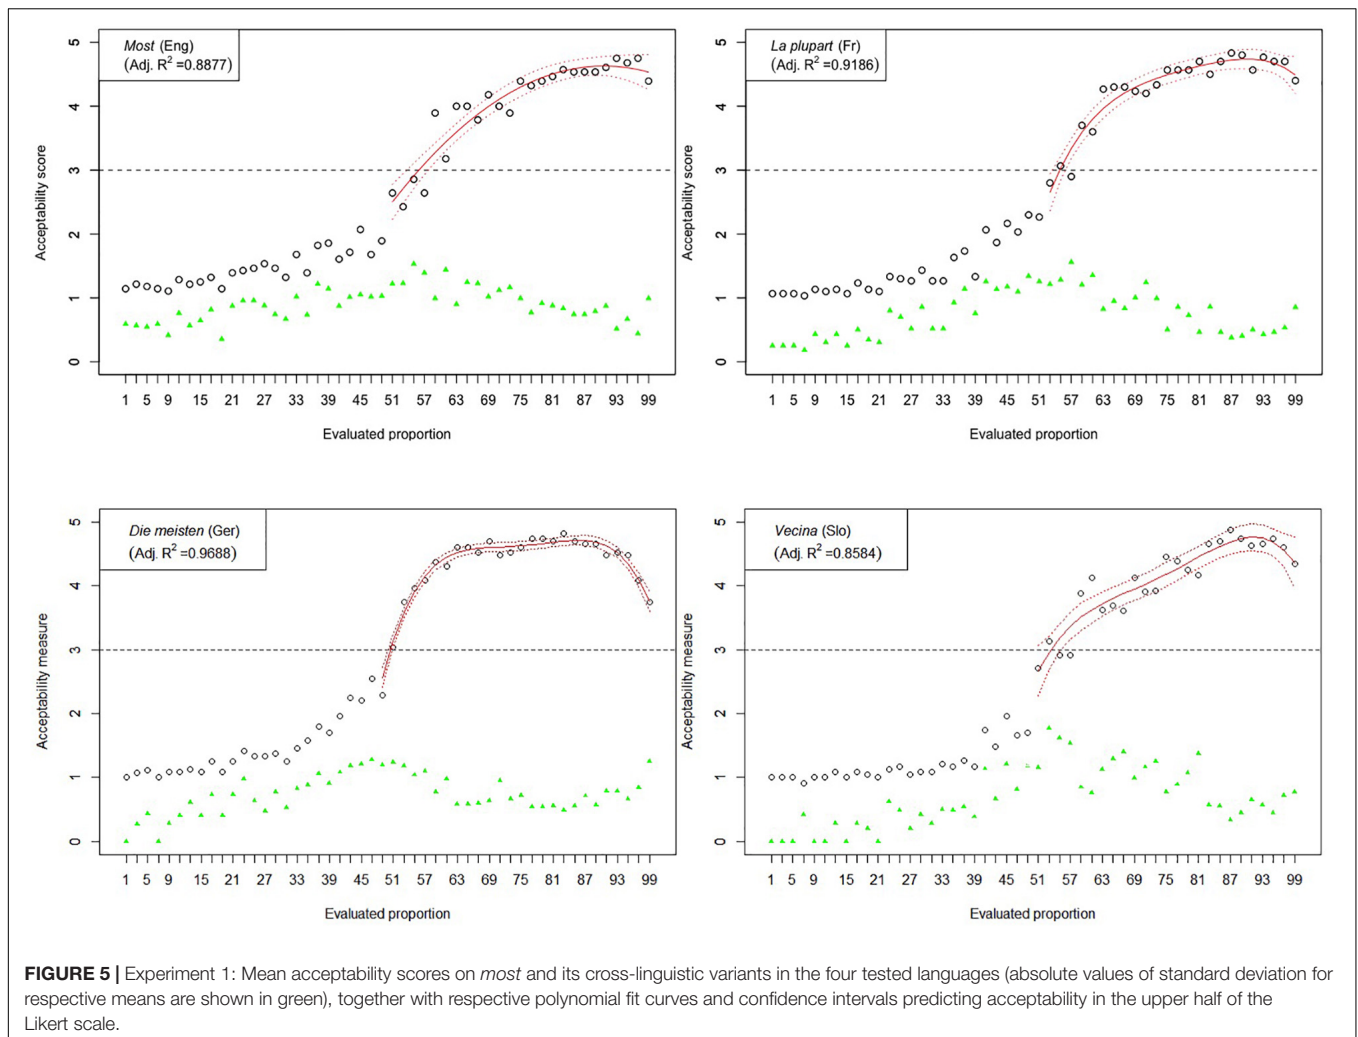 Most (Eng)
(Adj. R² =0.8877)
Acceptability score
5
4
3
2
1
0
1 5 9 15 21 27 33 39 45 51 57 63 69 75 81 87 93 99
Evaluated proportion
La plupart (Fr)
(Adj. R² =0.9186)
Acceptability score
5
4
3
2
1
0
1 5 9 15 21 27 33 39 45 51 57 63 69 75 81 87 93 99
Evaluated proportion
Die meisten (Ger)
(Adj. R² =0.9688)
Acceptability measure
5
4
3
2
1
0
1 5 9 15 21 27 33 39 45 51 57 63 69 75 81 87 93 99
Evaluated proportion
Vecina (Slo)
(Adj. R² =0.8584)
Acceptability measure
5
4
3
2
1
0
1 5 9 15 21 27 33 39 45 51 57 63 69 75 81 87 93 99
Evaluated proportion
FIGURE 5 | Experiment 1: Mean acceptability scores on most and its cross-linguistic variants in the four tested languages (absolute values of standard deviation for
respective means are shown in green), together with respective polynomial fit curves and confidence intervals predicting acceptability in the upper half of the
Likert scale.